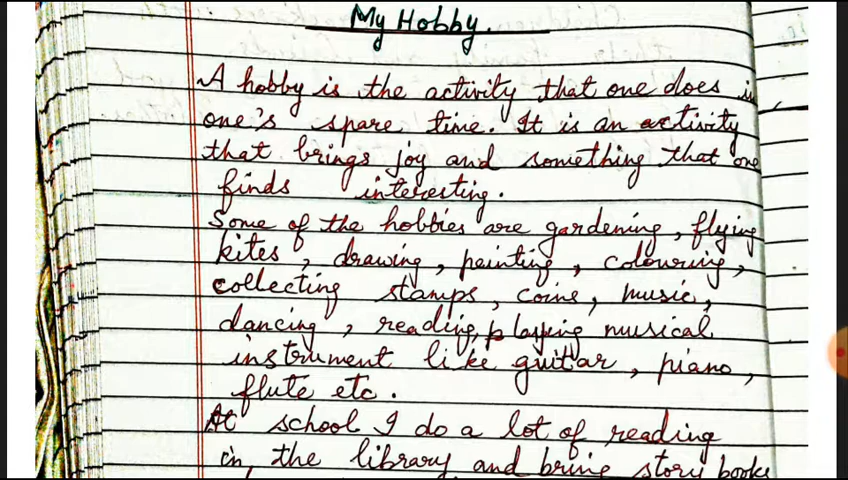 My Hobby.
A hobby is the activity that one does in
one's spare time. It is an activity
that brings joy and something that one
finds interesting.
Some of the hobbies are gardening, flying
kites, drawing, painting, colouring,
collecting stamps, coins, music,
dancing, reading, playing musical
instrument like guitar, piano,
flute etc.
At school I do a lot of reading
in, the library and bring story books